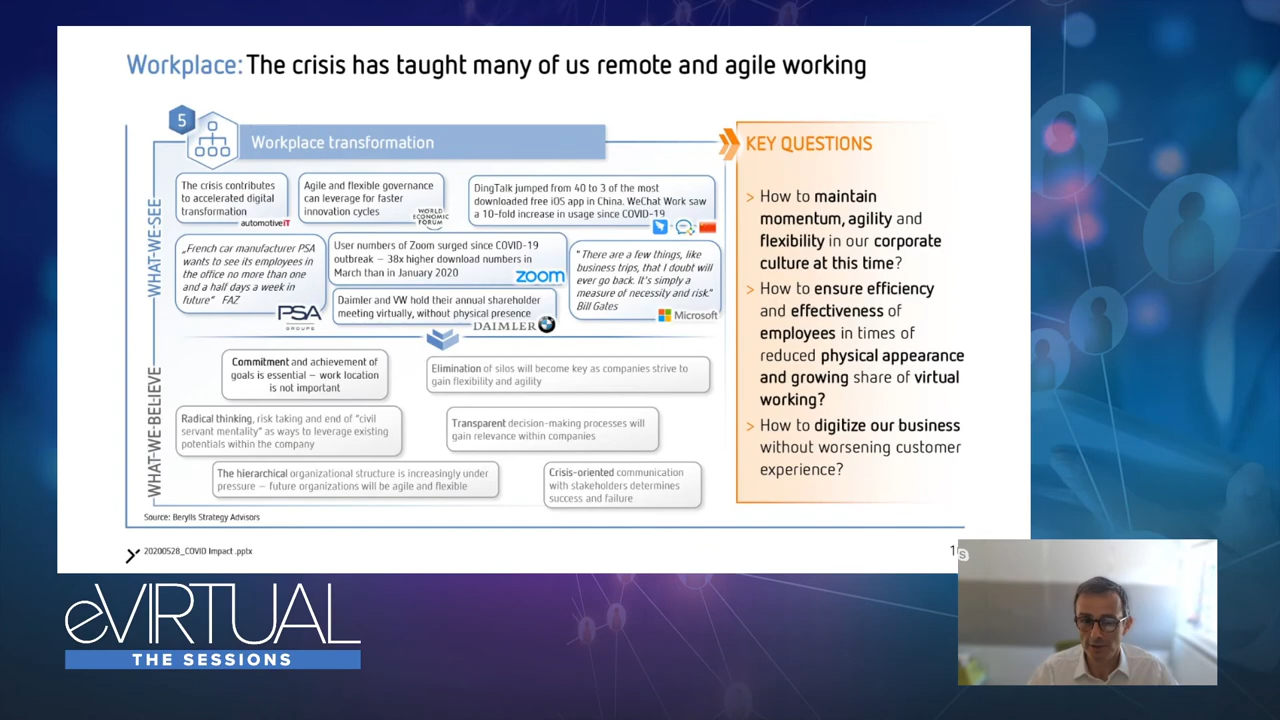 Workplace: The crisis has taught many of us remote and agile working
5
Workplace transformation
WHAT-WE-SEE
The crisis contributes
to accelerated digital
transformation
automotiveIT
Agile and flexible governance
can leverage for faster
innovation cycles
WORLD
ECONOMIC
FORUM
DingTalk jumped from 40 to 3 of the most
downloaded free iOS app in China. WeChat Work saw
a 10-fold increase in usage since COVID-19
„French car manufacturer PSA
wants to see its employees in
the office no more than one
and a half days a week in
future" FAZ
PSA
GROUPE
User numbers of Zoom surged since COVID-19
outbreak – 38x higher download numbers in
March than in January 2020
zoom
Daimler and VW hold their annual shareholder
meeting virtually, without physical presence
DAIMLER
"There are a few things, like
business trips, that I doubt will
ever go back. It's simply a
measure of necessity and risk."
Bill Gates
Microsoft
WHAT-WE-BELIEVE
Commitment and achievement of
goals is essential – work location
is not important
Elimination of silos will become key as companies strive to
gain flexibility and agility
Radical thinking, risk taking and end of "civil
servant mentality" as ways to leverage existing
potentials within the company
Transparent decision-making processes will
gain relevance within companies
The hierarchical organizational structure is increasingly under
pressure – future organizations will be agile and flexible
Crisis-oriented communication
with stakeholders determines
success and failure
KEY QUESTIONS
> How to maintain
momentum, agility and
flexibility in our corporate
culture at this time?
> How to ensure efficiency
and effectiveness of
employees in times of
reduced physical appearance
and growing share of virtual
working?
> How to digitize our business
without worsening customer
experience?
Source: Berylls Strategy Advisors
20200528_COVID Impact .pptx
eVIRTUAL
THE SESSIONS